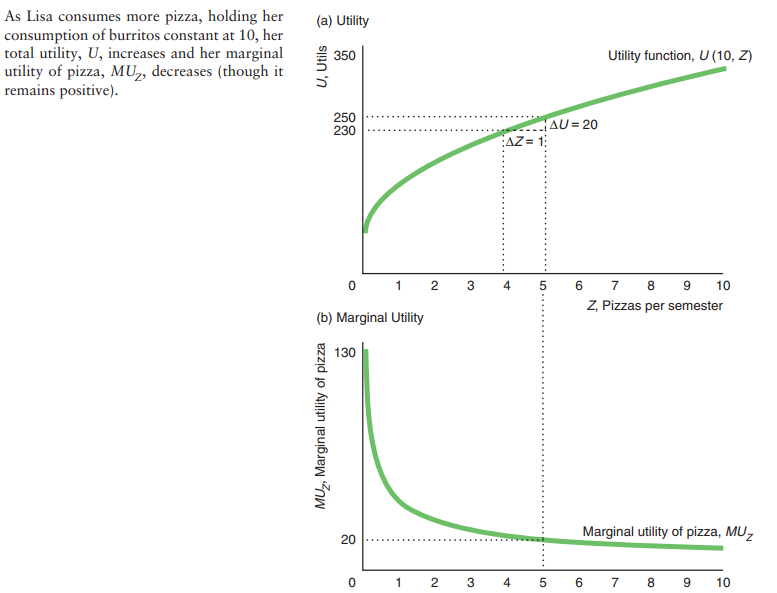 As Lisa consumes more pizza, holding her
consumption of burritos constant at 10, her
total utility, U, increases and her marginal
utility of pizza, MUZ, decreases (though it
remains positive).
(a) Utility
U, Utils
350
Utility function, U (10, Z)
250
230
ΔU = 20
ΔZ = 1
0 1 2 3 4 5 6 7 8 9 10
Z, Pizzas per semester
(b) Marginal Utility
MUZ, Marginal utility of pizza
130
20
Marginal utility of pizza, MUZ
0 1 2 3 4 5 6 7 8 9 10